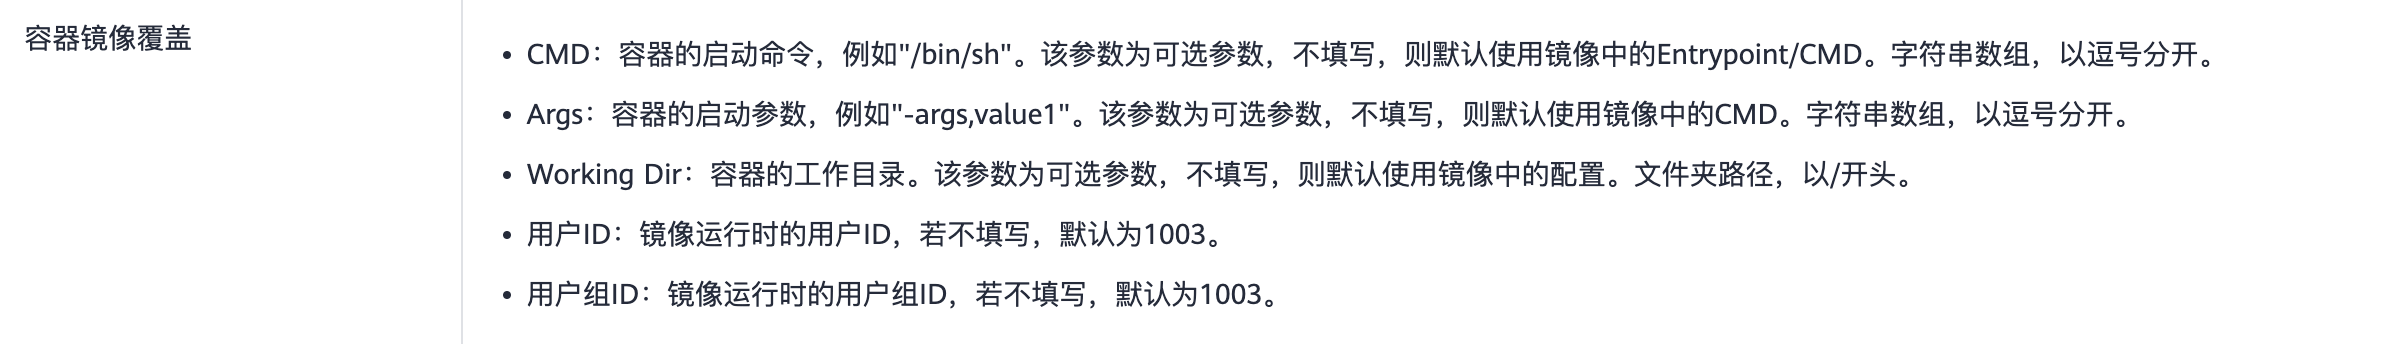 容器镜像覆盖
• CMD：容器的启动命令，例如"/bin/sh"。该参数为可选参数，不填写，则默认使用镜像中的Entrypoint/CMD。字符串数组，以逗号分开。
• Args：容器的启动参数，例如"-args,value1"。该参数为可选参数，不填写，则默认使用镜像中的CMD。字符串数组，以逗号分开。
• Working Dir：容器的工作目录。该参数为可选参数，不填写，则默认使用镜像中的配置。文件夹路径，以/开头。
• 用户ID：镜像运行时的用户ID，若不填写，默认为1003。
• 用户组ID：镜像运行时的用户组ID，若不填写，默认为1003。